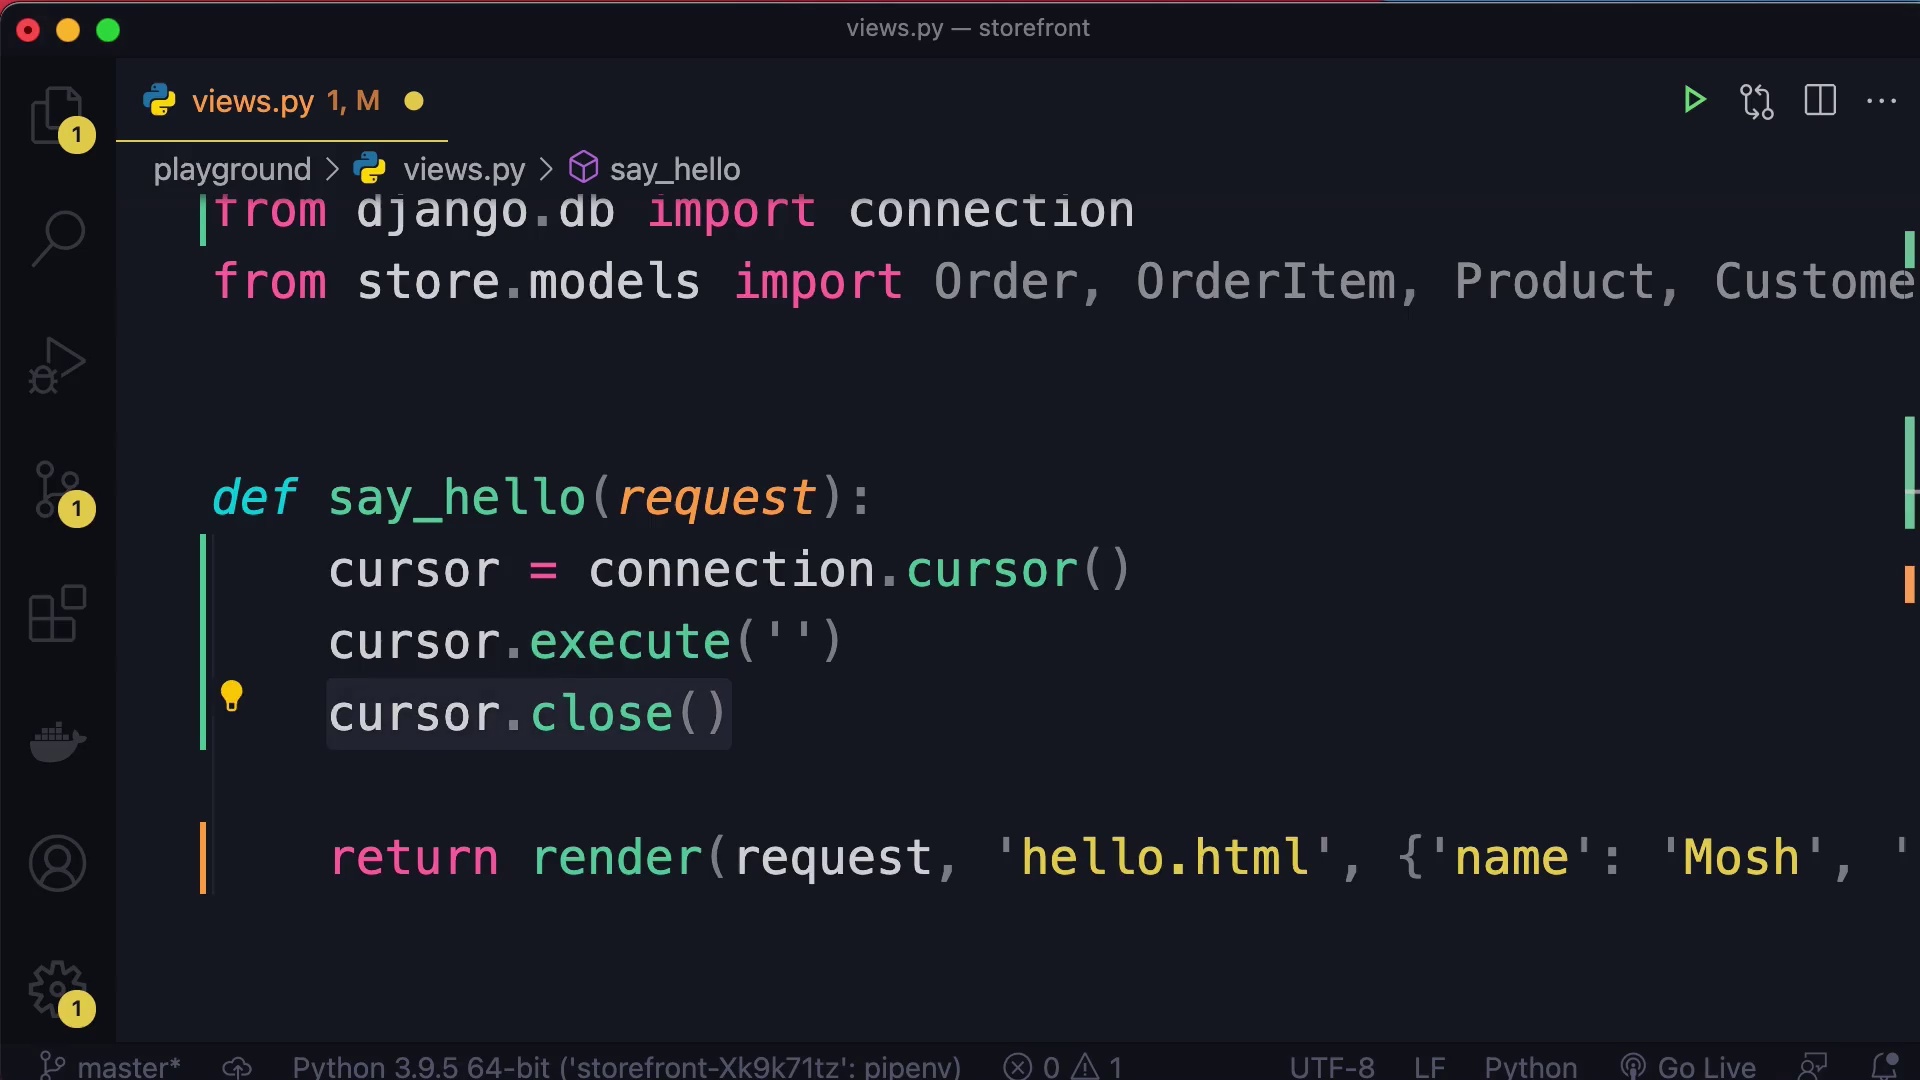 views.py — storefront
views.py 1, M
playground > views.py > say_hello
from django.db import connection
from store.models import Order, OrderItem, Product, Custome
def say_hello(request):
cursor = connection.cursor()
cursor.execute('')
cursor.close()
return render(request, 'hello.html', {'name': 'Mosh', '
1
1
1
master* Python 3.9.5 64-bit ('storefront-Xk9k71tz': pipenv) 0 1 UTF-8 LF Python Go Live